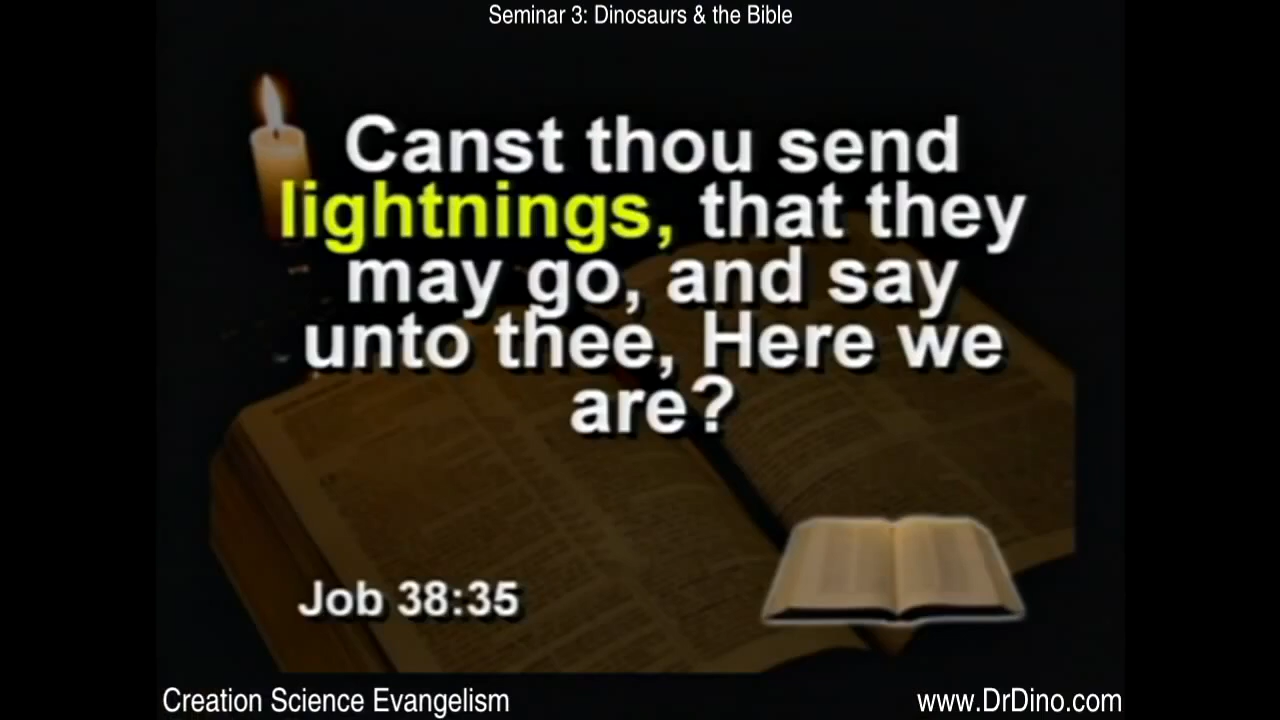 Seminar 3: Dinosaurs & the Bible
Canst thou send
lightnings, that they
may go, and say
unto thee, Here we
are?
Job 38:35
Creation Science Evangelism
www.DrDino.com